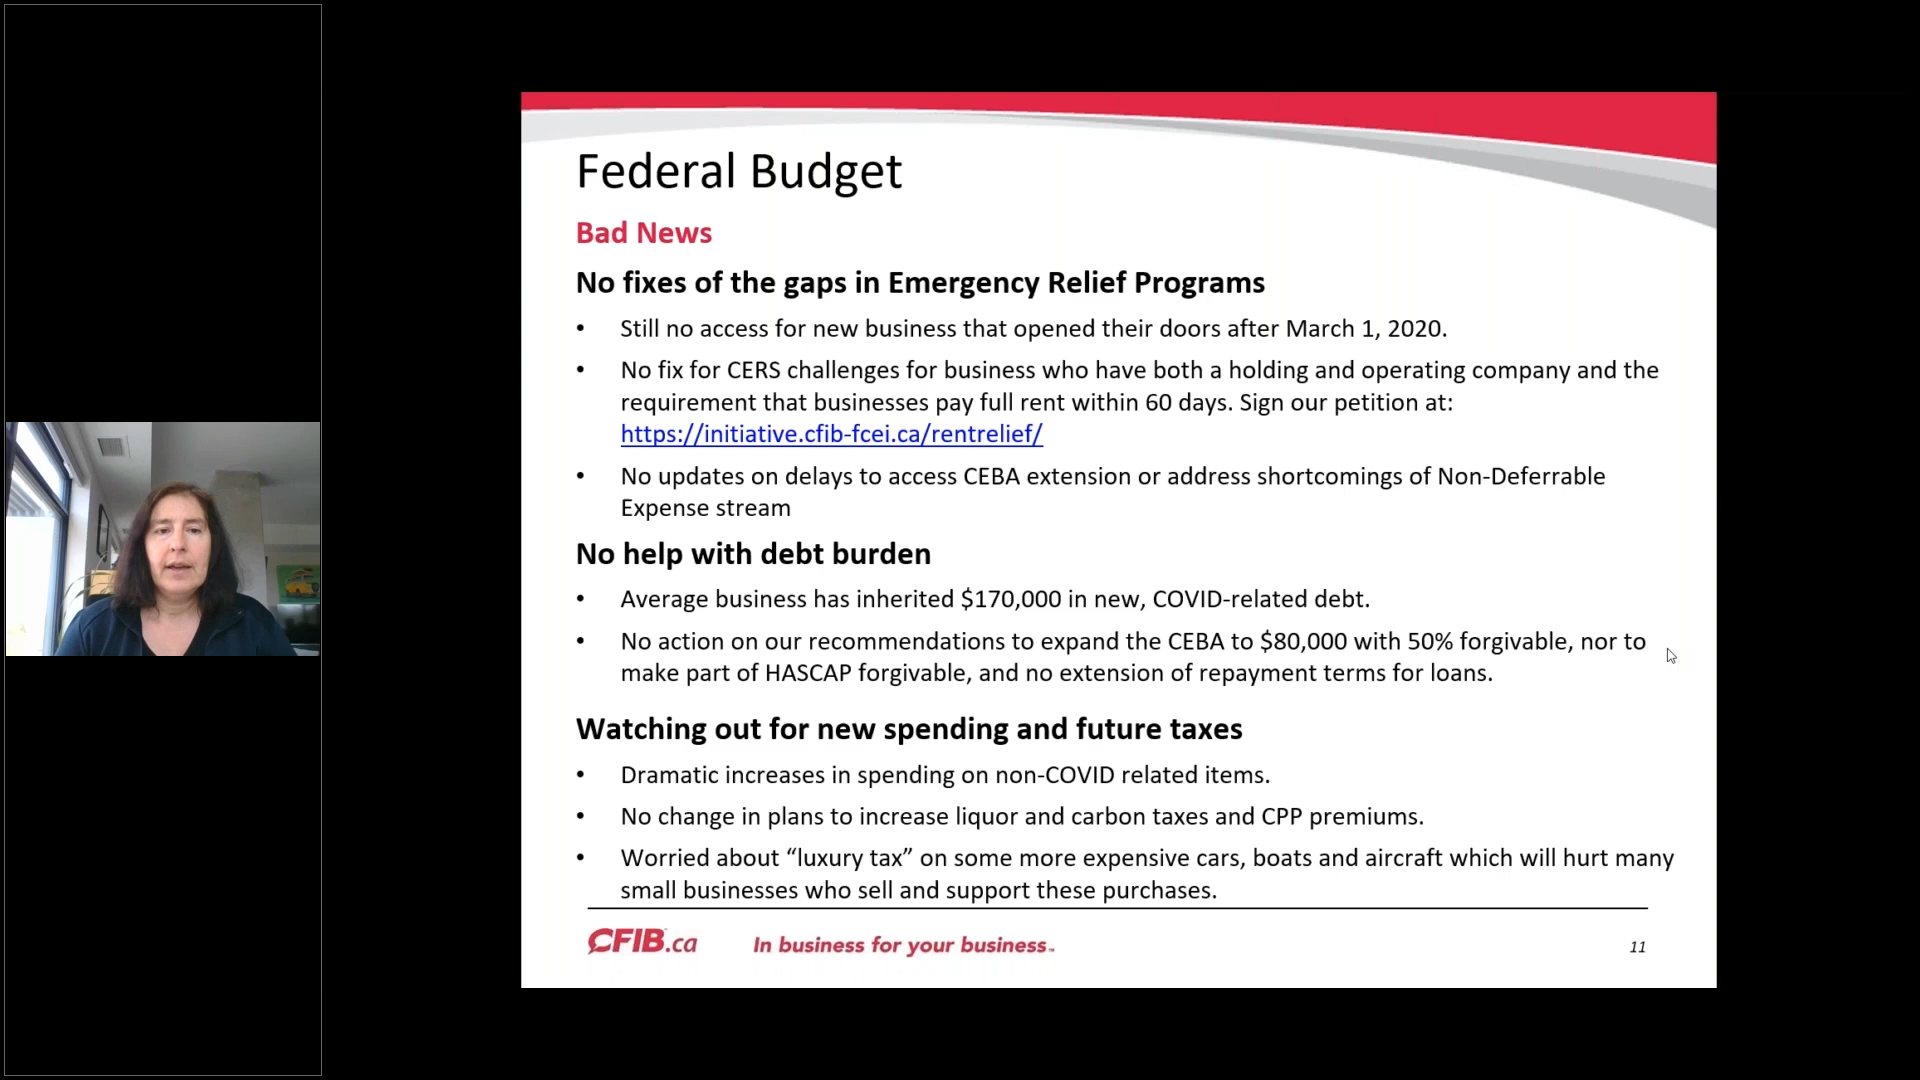 Federal Budget
Bad News
No fixes of the gaps in Emergency Relief Programs
• Still no access for new business that opened their doors after March 1, 2020.
• No fix for CERS challenges for business who have both a holding and operating company and the
requirement that businesses pay full rent within 60 days. Sign our petition at:
https://initiative.cfib-fcei.ca/rentrelief/
• No updates on delays to access CEBA extension or address shortcomings of Non-Deferrable
Expense stream
No help with debt burden
• Average business has inherited $170,000 in new, COVID-related debt.
• No action on our recommendations to expand the CEBA to $80,000 with 50% forgivable, nor to
make part of HASCAP forgivable, and no extension of repayment terms for loans.
Watching out for new spending and future taxes
• Dramatic increases in spending on non-COVID related items.
• No change in plans to increase liquor and carbon taxes and CPP premiums.
• Worried about “luxury tax” on some more expensive cars, boats and aircraft which will hurt many
small businesses who sell and support these purchases.
CFIB.ca In business for your business™ 11